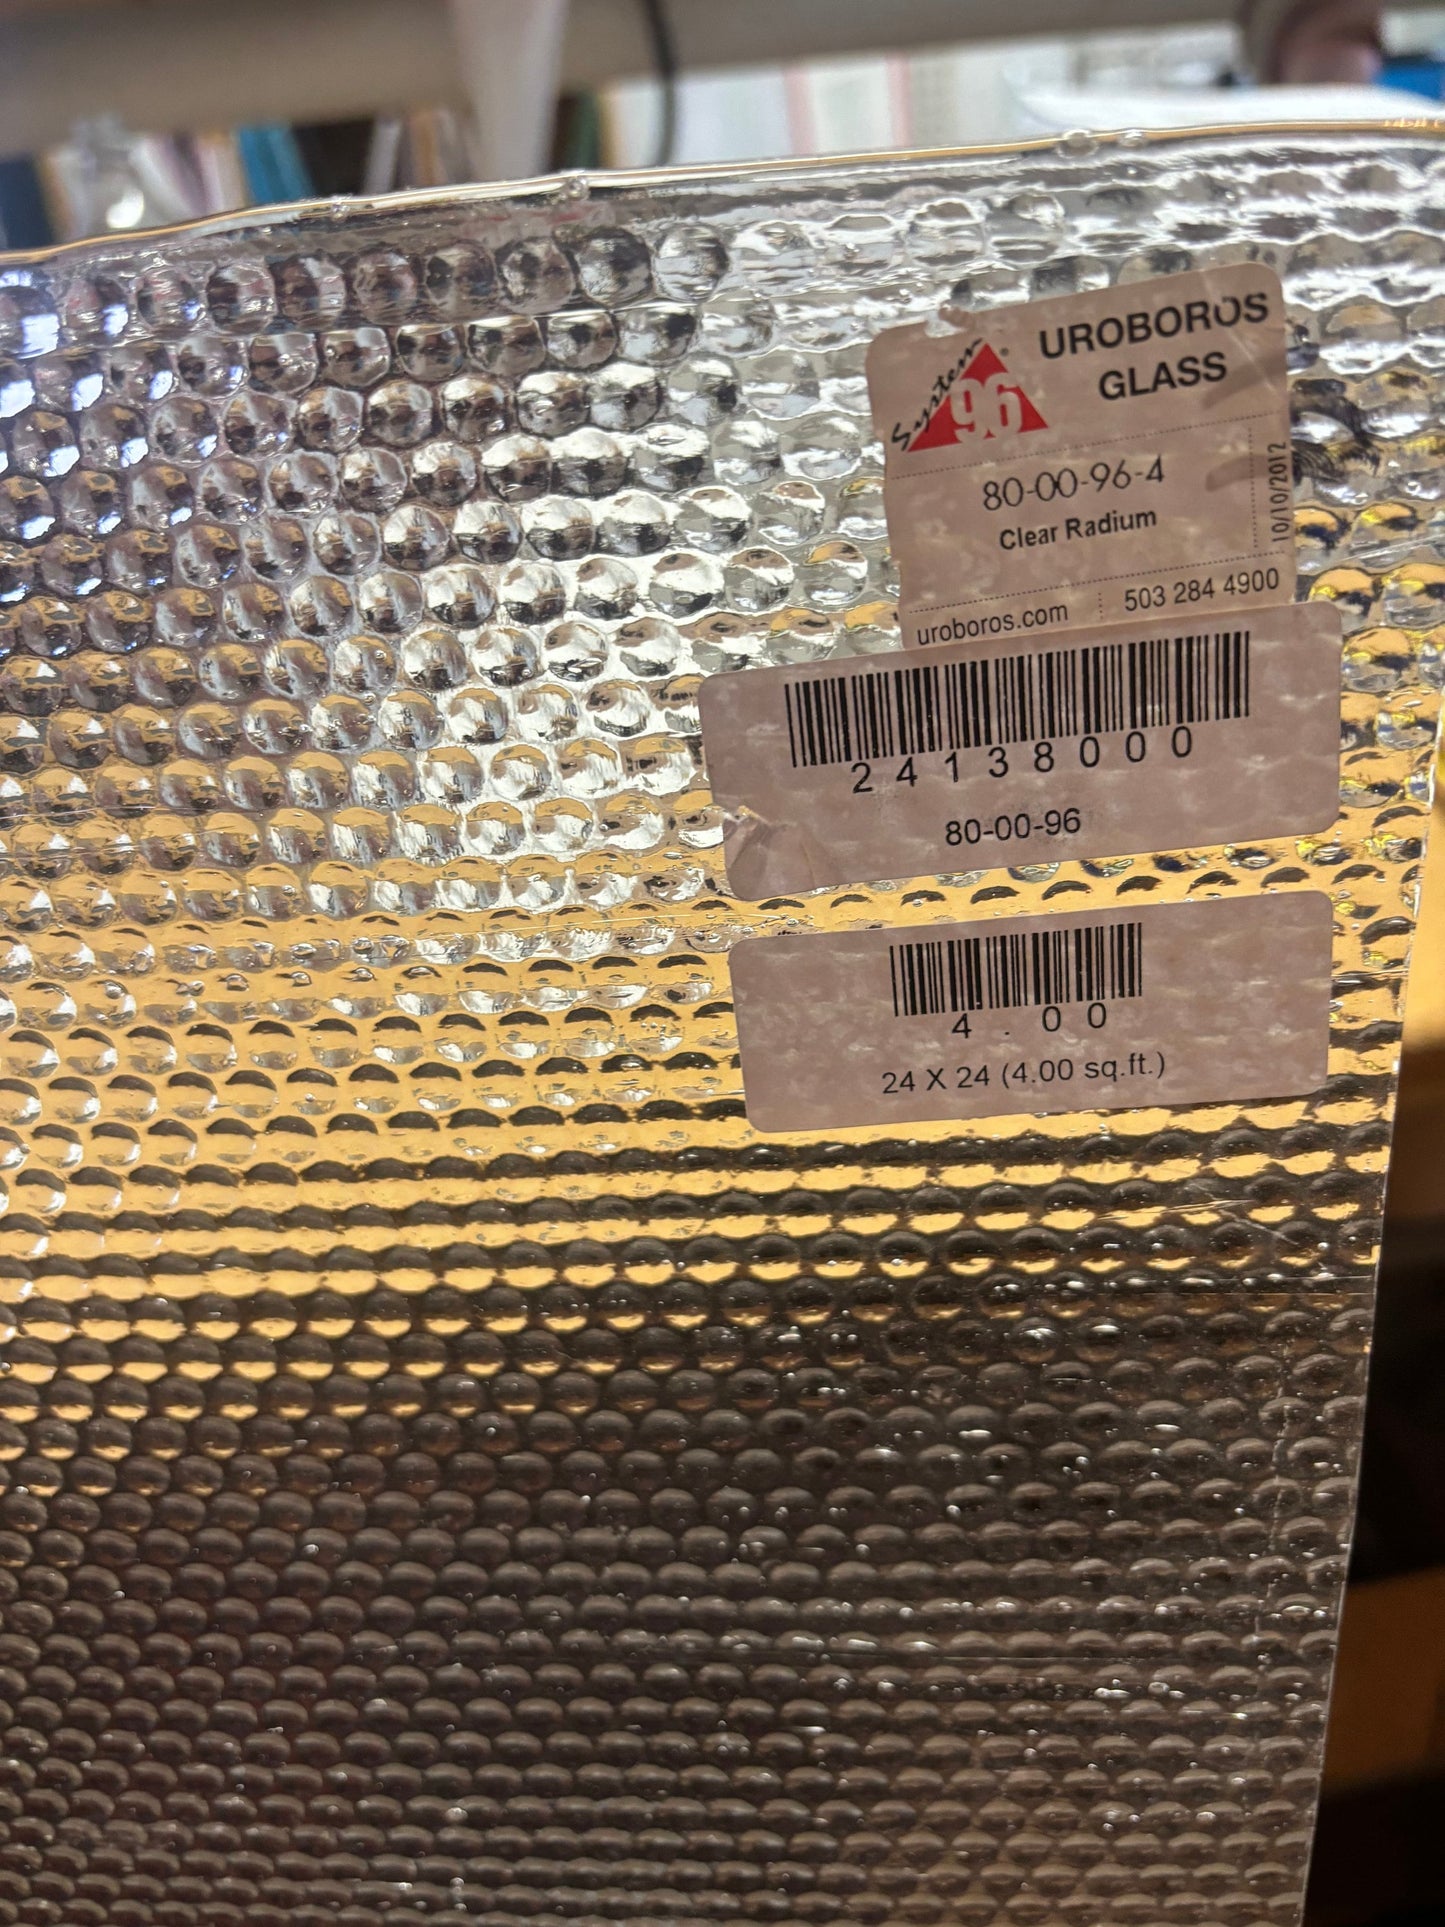 System 96®
UROBOROS
GLASS
80-00-96-4
Clear Radium
10/10/2012
uroboros.com
503 284 4900
24138000
80-00-96
4.00
24 X 24 (4.00 sq.ft.)